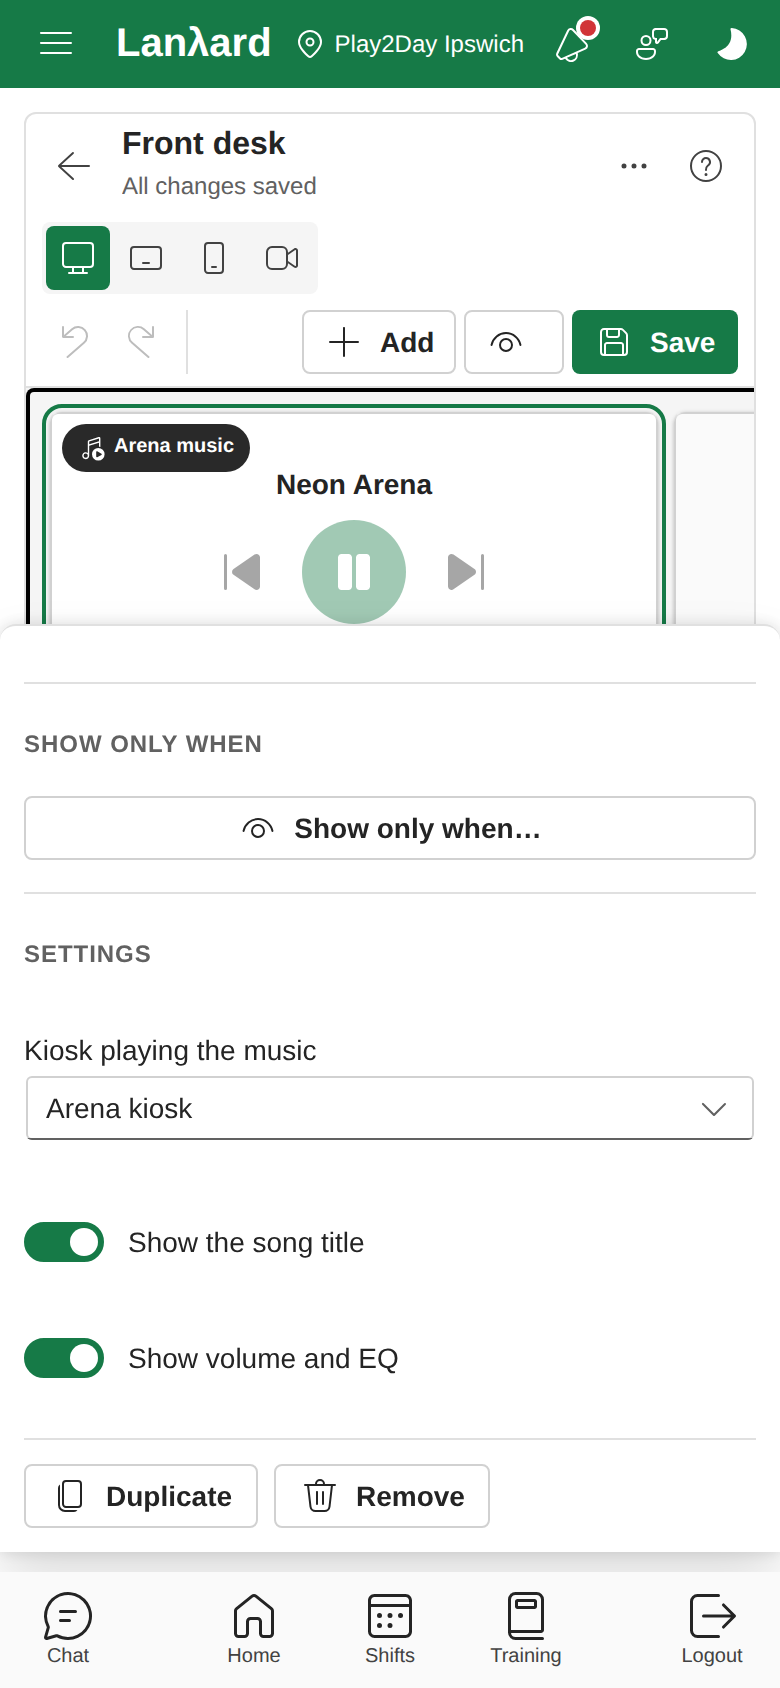 Lanλard
Play2Day Ipswich
Front desk
All changes saved
Add
Save
Arena music
Neon Arena
SHOW ONLY WHEN
Show only when…
SETTINGS
Kiosk playing the music
Arena kiosk
Show the song title
Show volume and EQ
Duplicate
Remove
Chat
Home
Shifts
Training
Logout